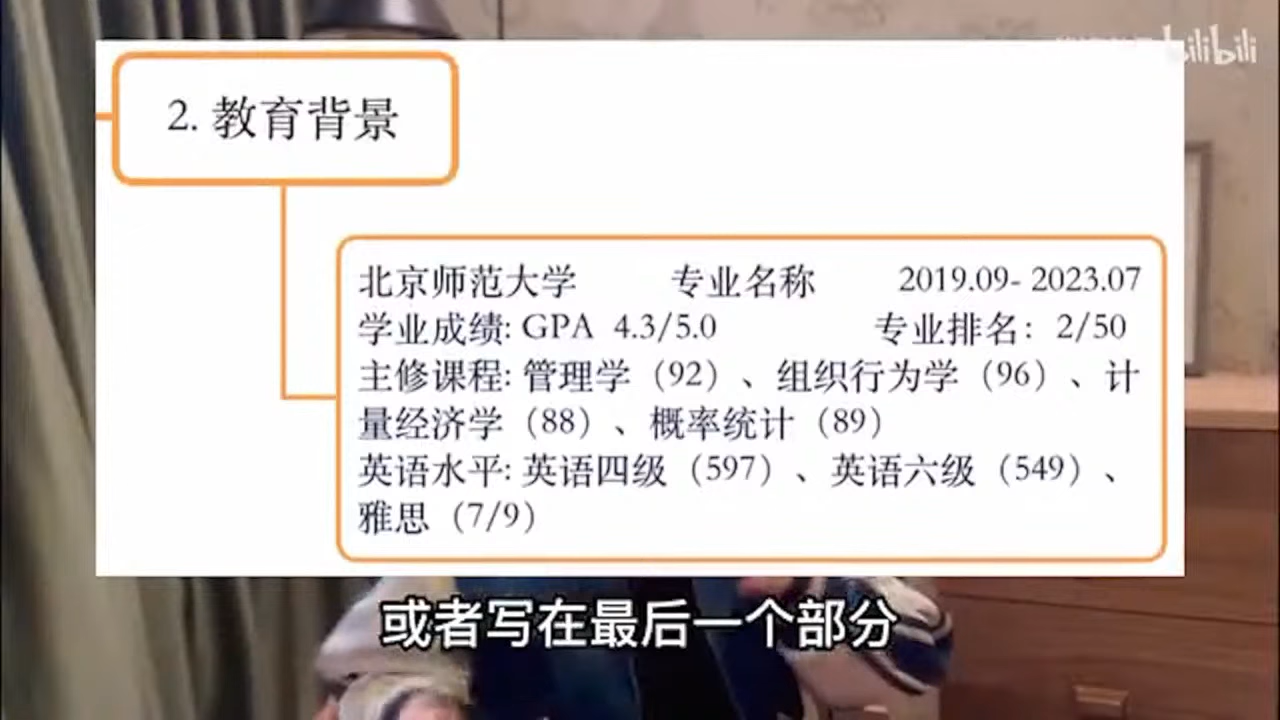 bilibili
2. 教育背景
北京师范大学 专业名称 2019.09- 2023.07
学业成绩: GPA 4.3/5.0 专业排名: 2/50
主修课程: 管理学（92）、组织行为学（96）、计
量经济学（88）、概率统计（89）
英语水平: 英语四级（597）、英语六级（549）、
雅思（7/9）
或者写在最后一个部分